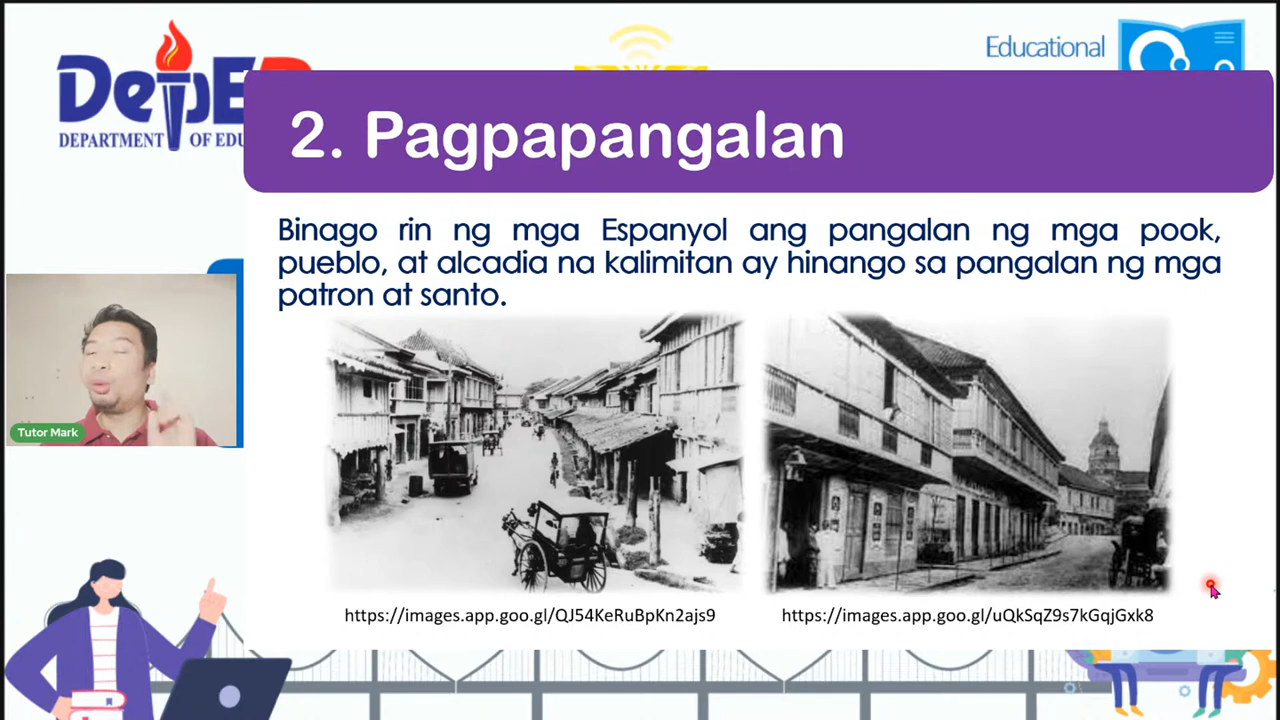 Educational
DepED
DEPARTMENT OF EDU
2. Pagpapangalan
Binago rin ng mga Espanyol ang pangalan ng mga pook,
pueblo, at alcadia na kalimitan ay hinango sa pangalan ng mga
patron at santo.
Tutor Mark
https://images.app.goo.gl/QJ54KeRuBpKn2ajs9
https://images.app.goo.gl/uQkSqZ9s7kGqjGxk8